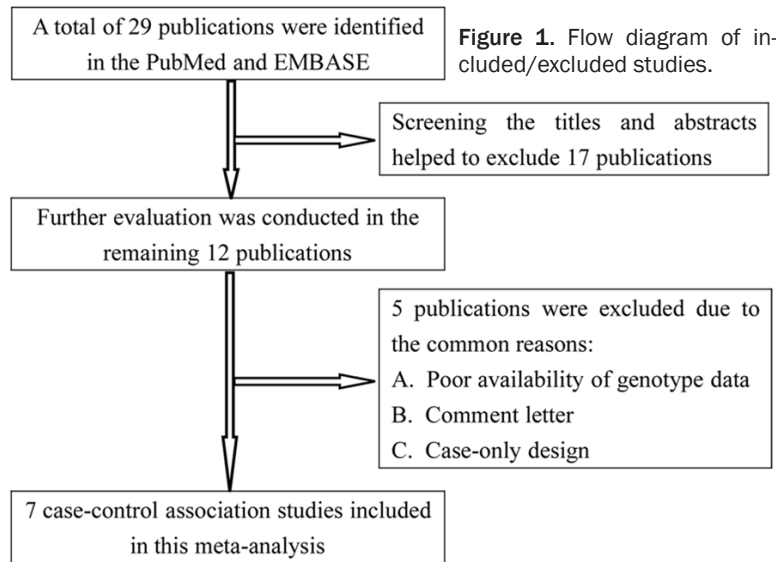 A total of 29 publications were identified
in the PubMed and EMBASE
Figure 1. Flow diagram of in-
cluded/excluded studies.
Screening the titles and abstracts
helped to exclude 17 publications
Further evaluation was conducted in the
remaining 12 publications
5 publications were excluded due to
the common reasons:
A. Poor availability of genotype data
B. Comment letter
C. Case-only design
7 case-control association studies included
in this meta-analysis